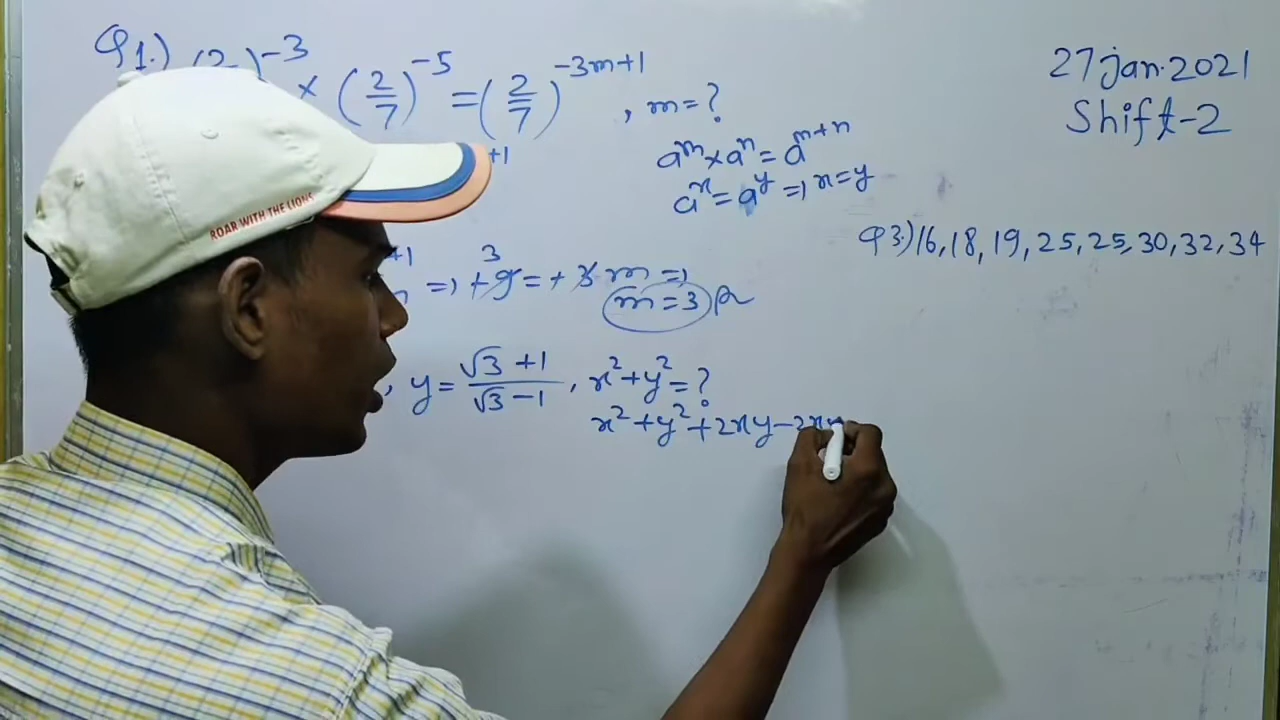 Q1.) (2 )^-3 × (2/7)^-5 = (2/7)^-3m+1 , m = ?
a^m × a^n = a^m+n
+1
a^x = a^y => x = y
+1 => +9 3 = +3m =>
m = 3
, y = √3 + 1 / √3 - 1 , x² + y² = ?
x² + y² + 2xy - 2xy
27 jan. 2021
Shift-2
Q3.) 16, 18, 19, 25, 25, 30, 32, 34
ROAR WITH THE LIONS